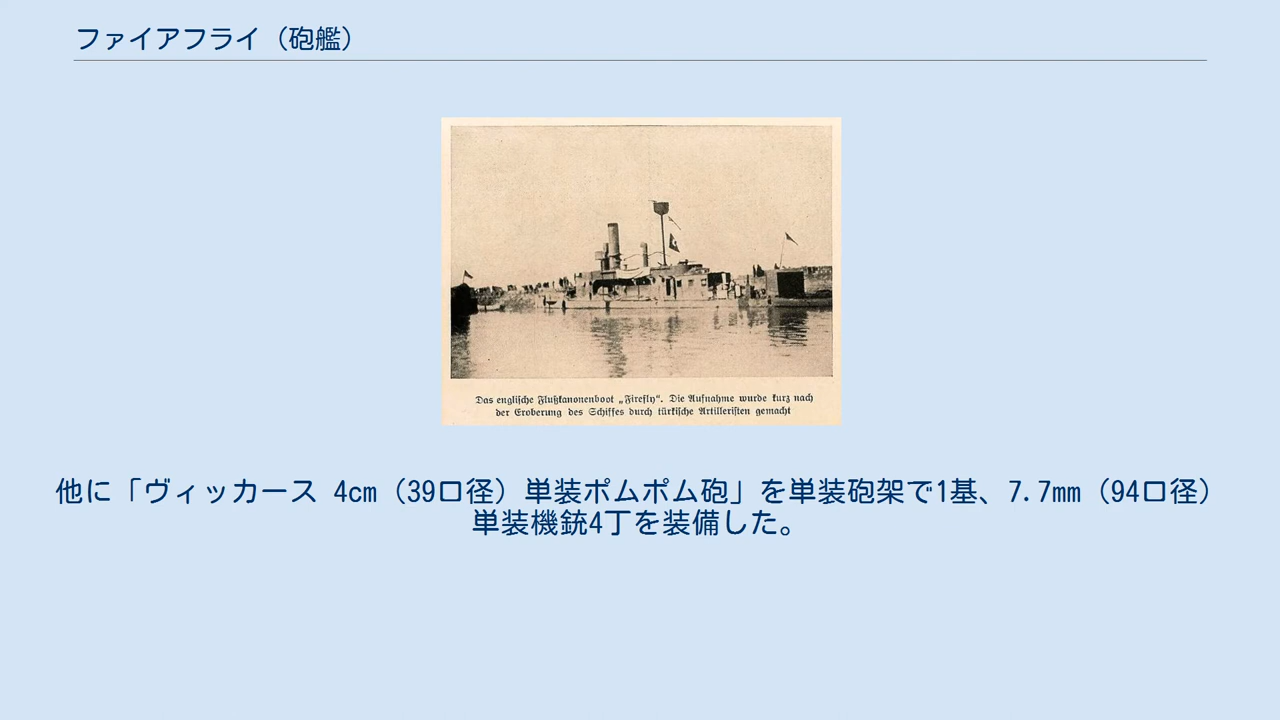 ファイアフライ（砲艦）
Das englische Flußkanonenboot „Firefly“. Die Aufnahme wurde kurz nach
der Eroberung des Schiffes durch türkische Artilleristen gemacht
他に「ヴィッカース 4cm（39口径）単装ポムポム砲」を単装砲架で1基、7.7mm（94口径）
単装機銃4丁を装備した。